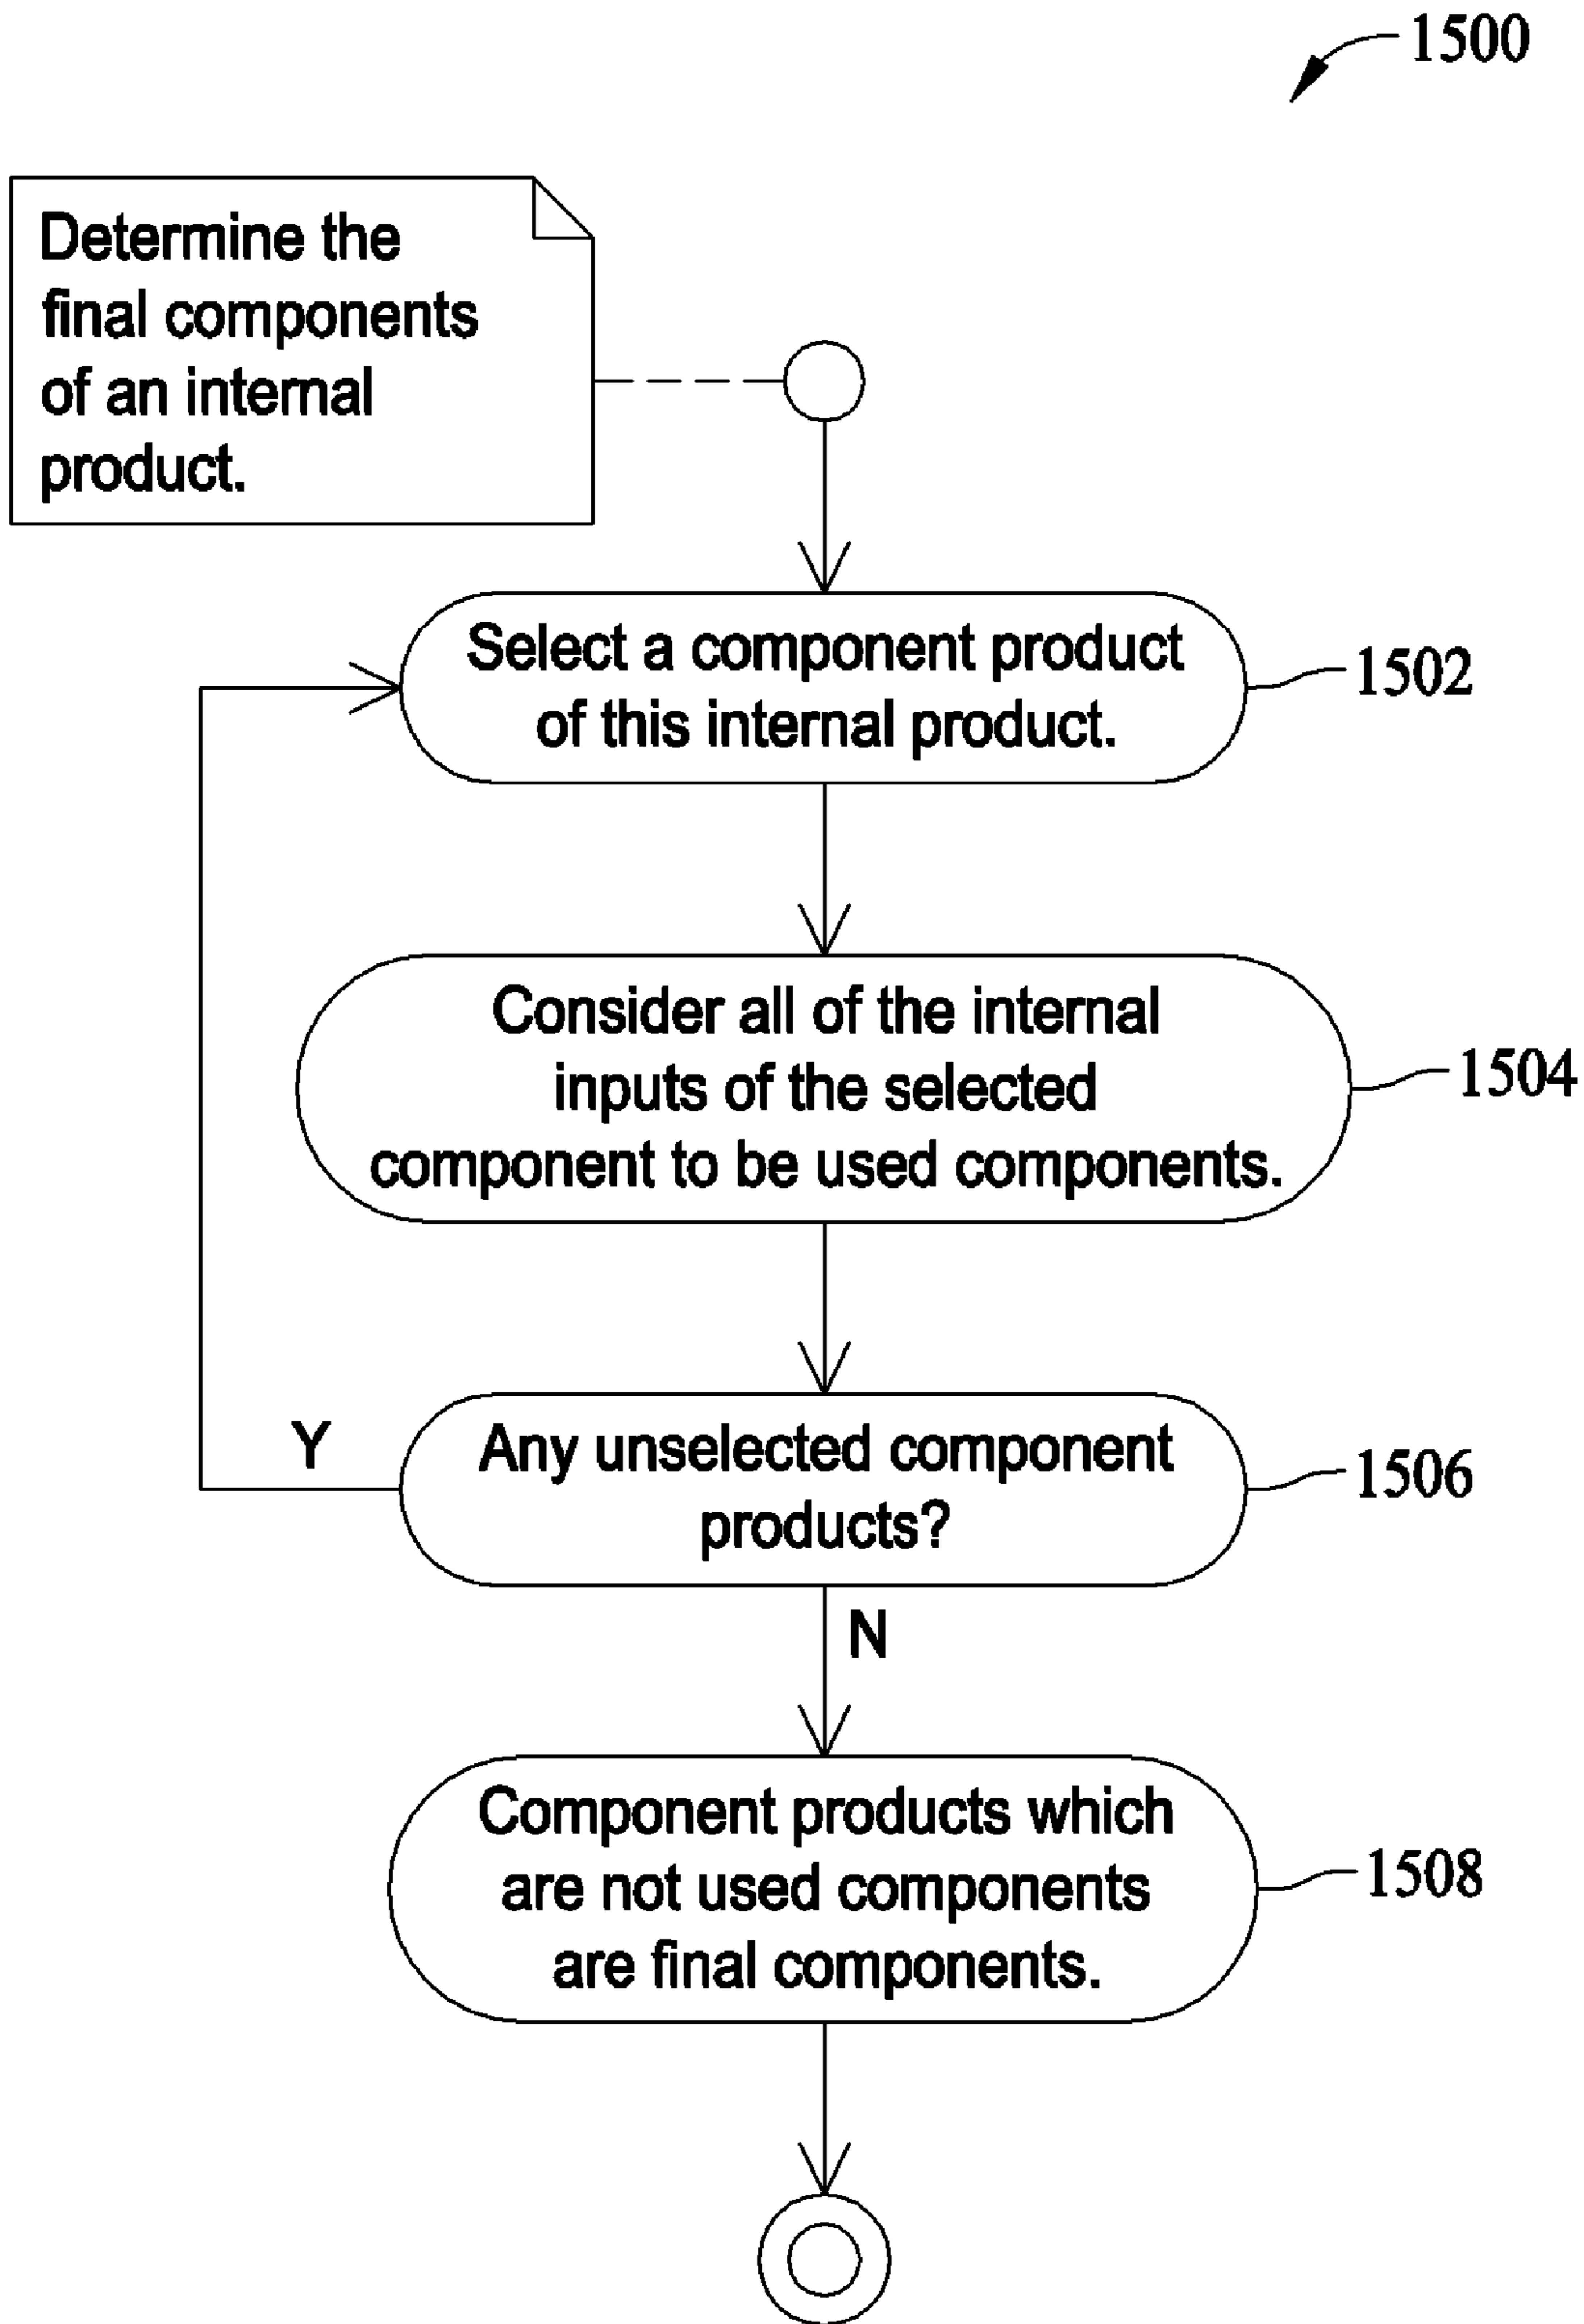 1500
Determine the
final components
of an internal
product.
Select a component product
of this internal product.
1502
Consider all of the internal
inputs of the selected
component to be used components.
1504
Y
Any unselected component
products?
1506
N
Component products which
are not used components
are final components.
1508